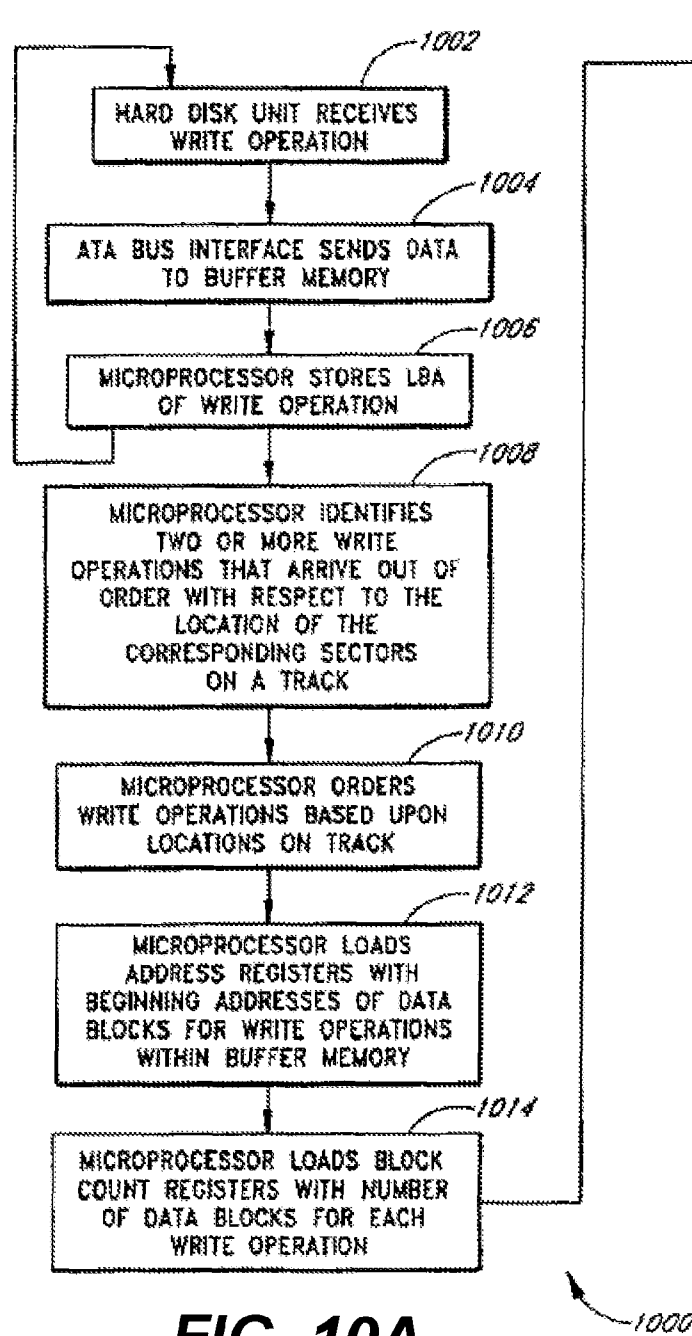 1002
HARD DISK UNIT RECEIVES
WRITE OPERATION
1004
ATA BUS INTERFACE SENDS DATA
TO BUFFER MEMORY
1006
MICROPROCESSOR STORES LBA
OF WRITE OPERATION
1008
MICROPROCESSOR IDENTIFIES
TWO OR MORE WRITE
OPERATIONS THAT ARRIVE OUT OF
ORDER WITH RESPECT TO THE
LOCATION OF THE
CORRESPONDING SECTORS
ON A TRACK
1010
MICROPROCESSOR ORDERS
WRITE OPERATIONS BASED UPON
LOCATIONS ON TRACK
1012
MICROPROCESSOR LOADS
ADDRESS REGISTERS WITH
BEGINNING ADDRESSES OF DATA
BLOCKS FOR WRITE OPERATIONS
WITHIN BUFFER MEMORY
1014
MICROPROCESSOR LOADS BLOCK
COUNT REGISTERS WITH NUMBER
OF DATA BLOCKS FOR EACH
WRITE OPERATION
1000
FIG. 10A